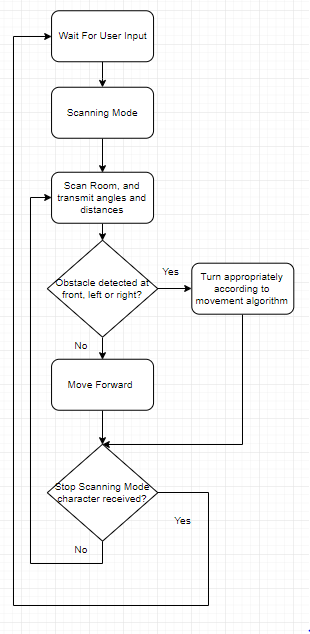 Wait For User Input
Scanning Mode
Scan Room, and
transmit angles and
distances
Obstacle detected at
front, left or right?
Yes
Turn appropriately
according to
movement algorithm
No
Move Forward
Stop Scanning Mode
character received?
Yes
No